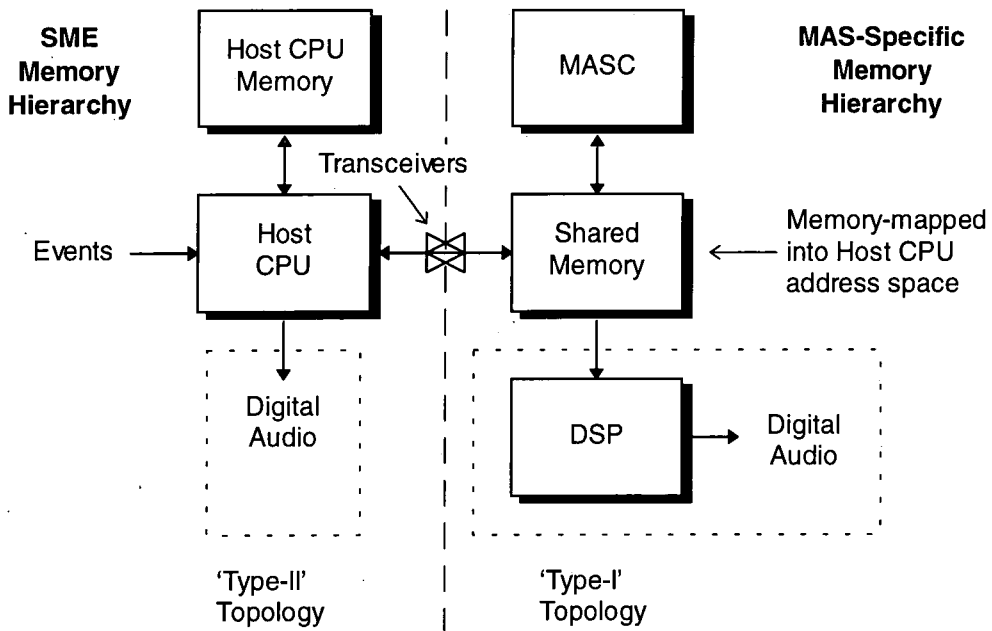 SME
Memory
Hierarchy
Host CPU
Memory
MASC
MAS-Specific
Memory
Hierarchy
Transceivers
Events
Host
CPU
Shared
Memory
Memory-mapped
into Host CPU
address space
Digital
Audio
DSP
Digital
Audio
'Type-II'
Topology
'Type-I'
Topology